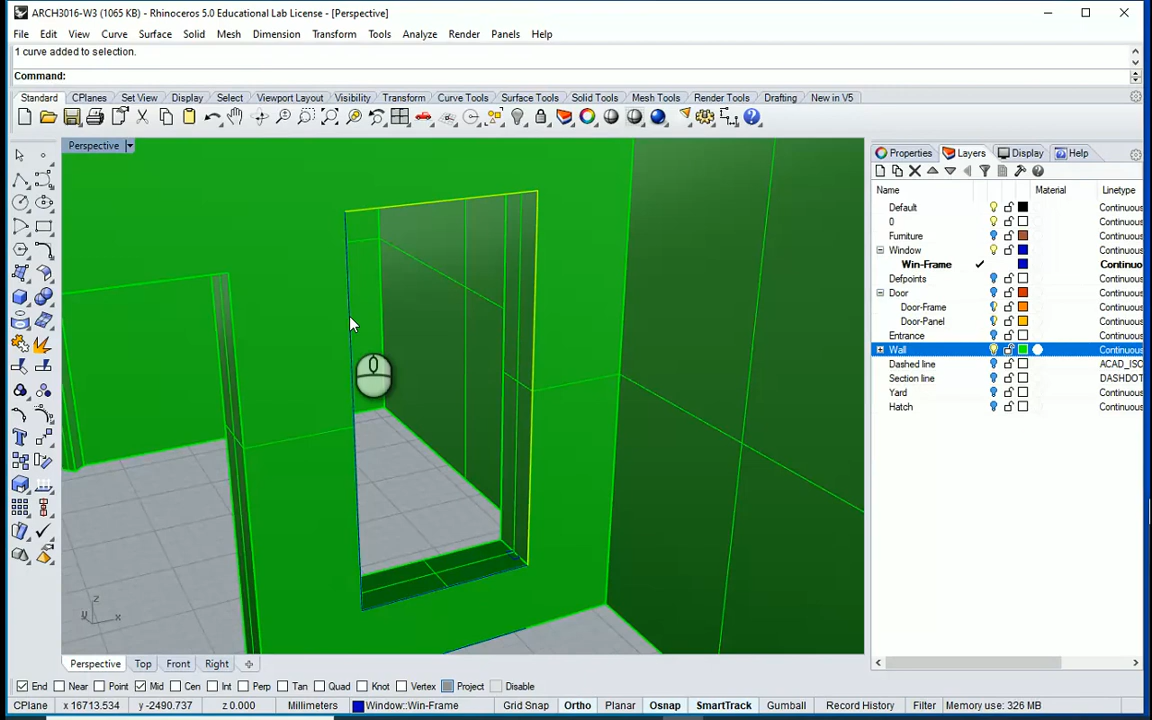 ARCH3016-W3 (1065 KB) - Rhinoceros 5.0 Educational Lab License - [Perspective]
File Edit View Curve Surface Solid Mesh Dimension Transform Tools Analyze Render Panels Help
1 curve added to selection.
Command:
Standard CPlanes Set View Display Select Viewport Layout Visibility Transform Curve Tools Surface Tools Solid Tools Mesh Tools Render Tools Drafting New in V5
Perspective
Properties Layers Display Help
Name Material Linetype
Default Continuous
0 Continuous
Furniture Continuous
Window Continuous
Win-Frame Continuo
Defpoints Continuous
Door Continuous
Door-Frame Continuous
Door-Panel Continuous
Entrance Continuous
Wall Continuous
Dashed line ACAD_ISO
Section line DASHDOT
Yard Continuous
Hatch Continuous
z
y x
Perspective Top Front Right
End Near Point Mid Cen Int Perp Tan Quad Knot Vertex Project Disable
CPlane x 16713.534 y -2490.737 z 0.000 Millimeters Window::Win-Frame Grid Snap Ortho Planar Osnap SmartTrack Gumball Record History Filter Memory use: 326 MB